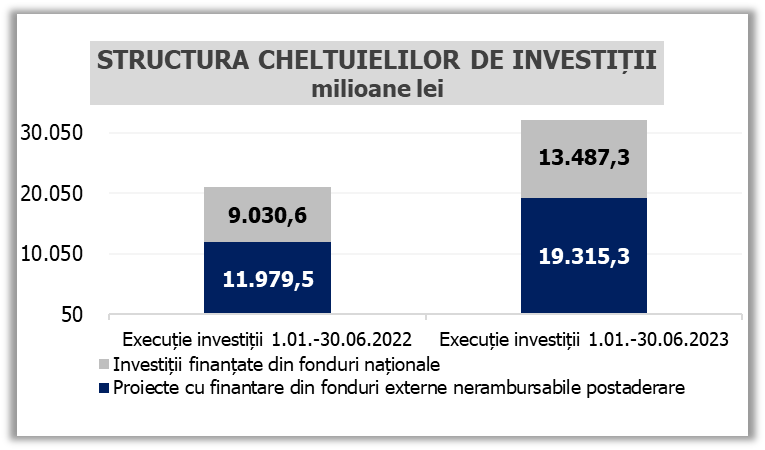 STRUCTURA CHELTUIELILOR DE INVESTIȚII
milioane lei
30.050
20.050
10.050
50
13.487,3
19.315,3
9.030,6
11.979,5
Execuție investiții 1.01.-30.06.2022
Execuție investiții 1.01.-30.06.2023
Investiții finanțate din fonduri naționale
Proiecte cu finantare din fonduri externe nerambursabile postaderare